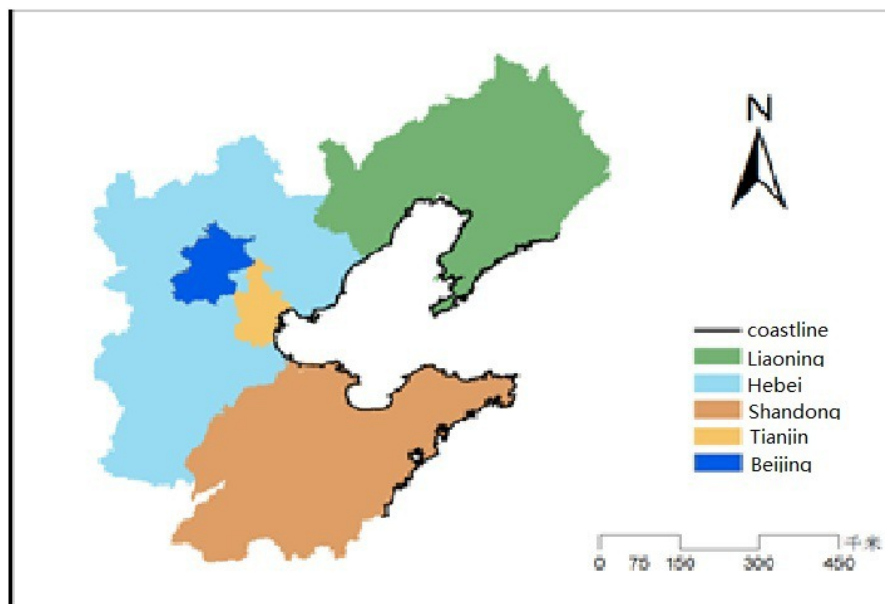 N
coastline
Liaoning
Hebei
Shandong
Tianjin
Beijing
千米
0 75 150 300 450